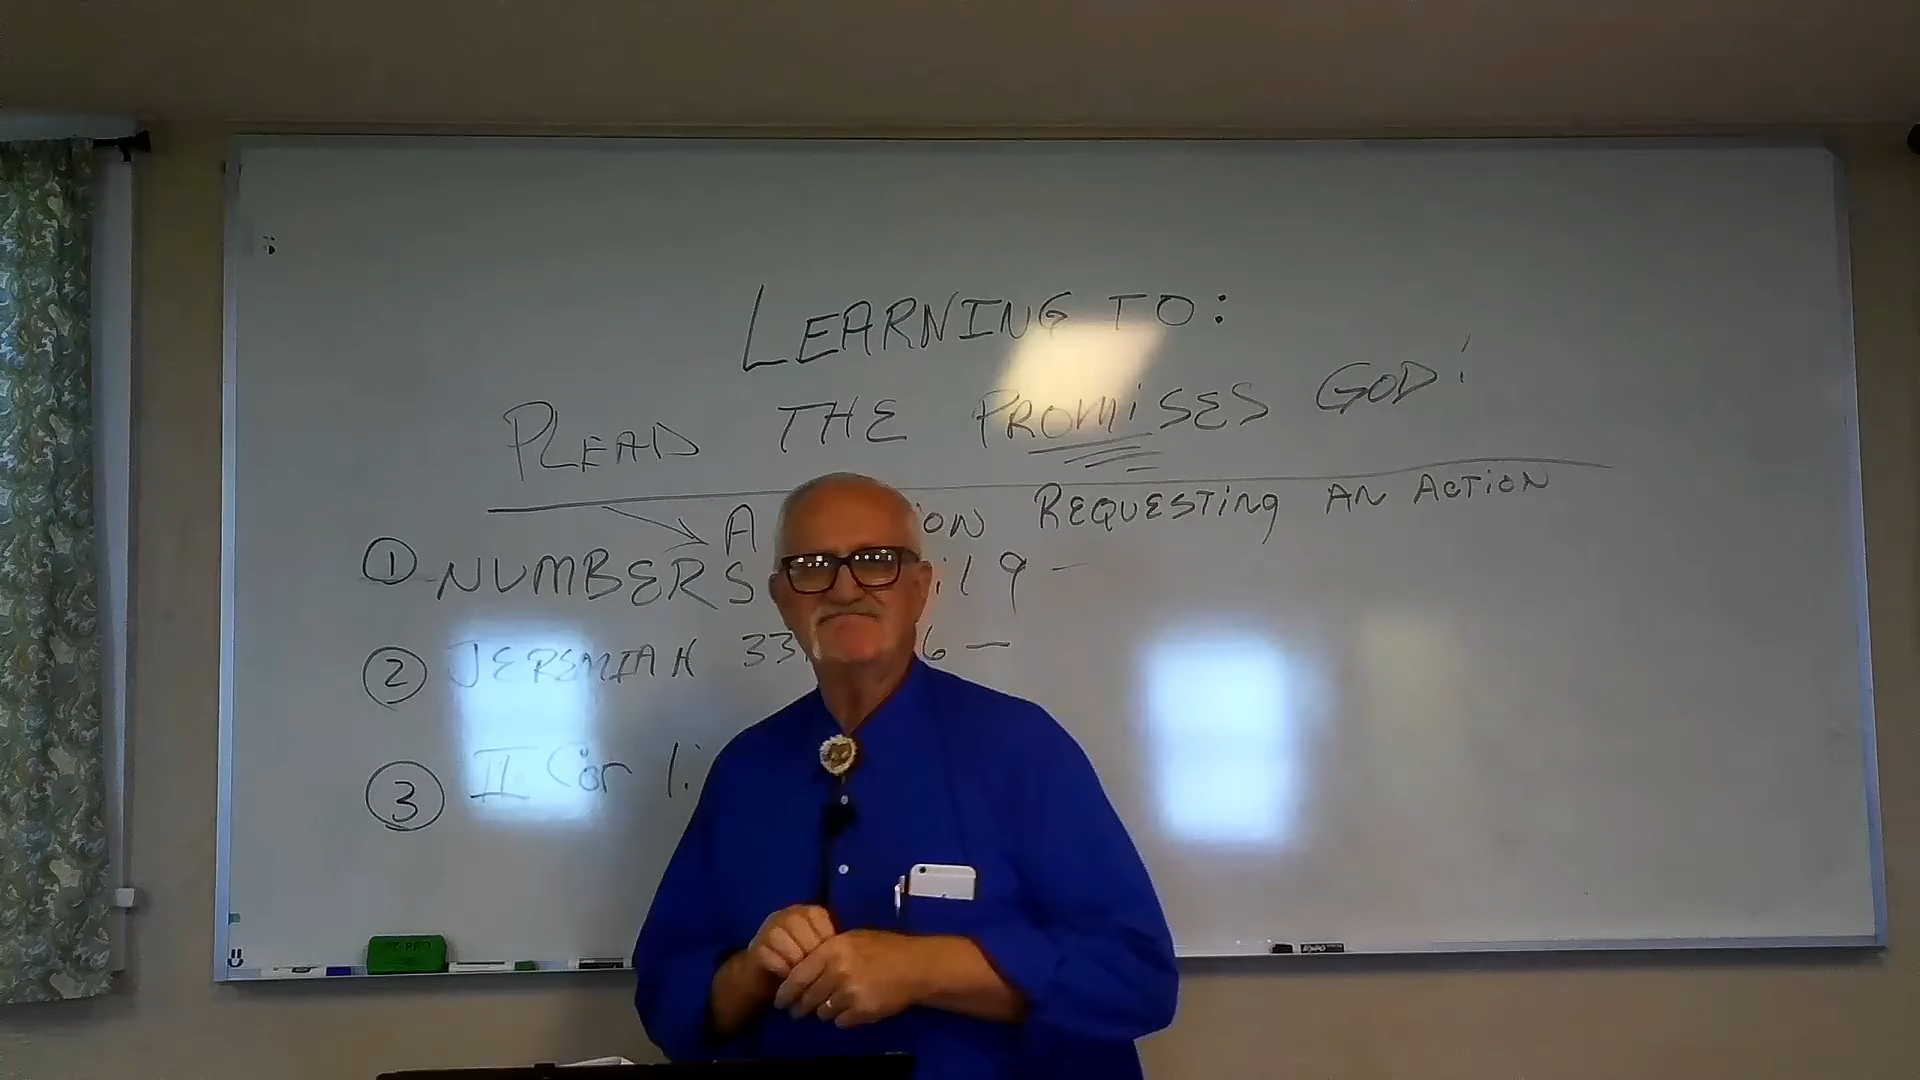 LEARNING TO:
PLEAD THE PROMiSES GOD!
A REQUESTiNg AN ACTiON
① NUMBERS 9 –
② JEREMIAH 33 6 –
③ II Cor 1: